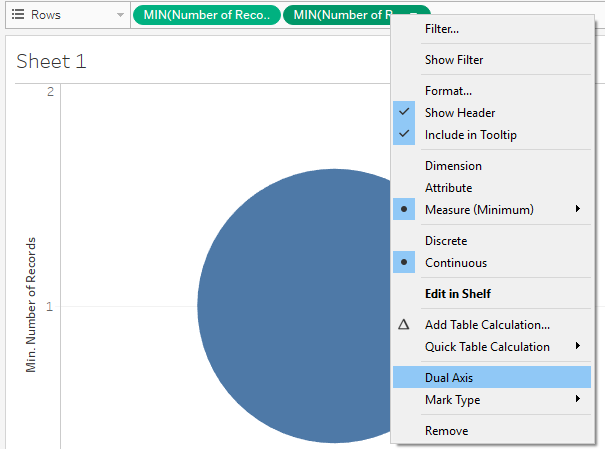 Rows
MIN(Number of Reco..
MIN(Number of R
Sheet 1
2
1
Min. Number of Records
Filter...
Show Filter
Format...
Show Header
Include in Tooltip
Dimension
Attribute
Measure (Minimum)
Discrete
Continuous
Edit in Shelf
Add Table Calculation...
Quick Table Calculation
Dual Axis
Mark Type
Remove